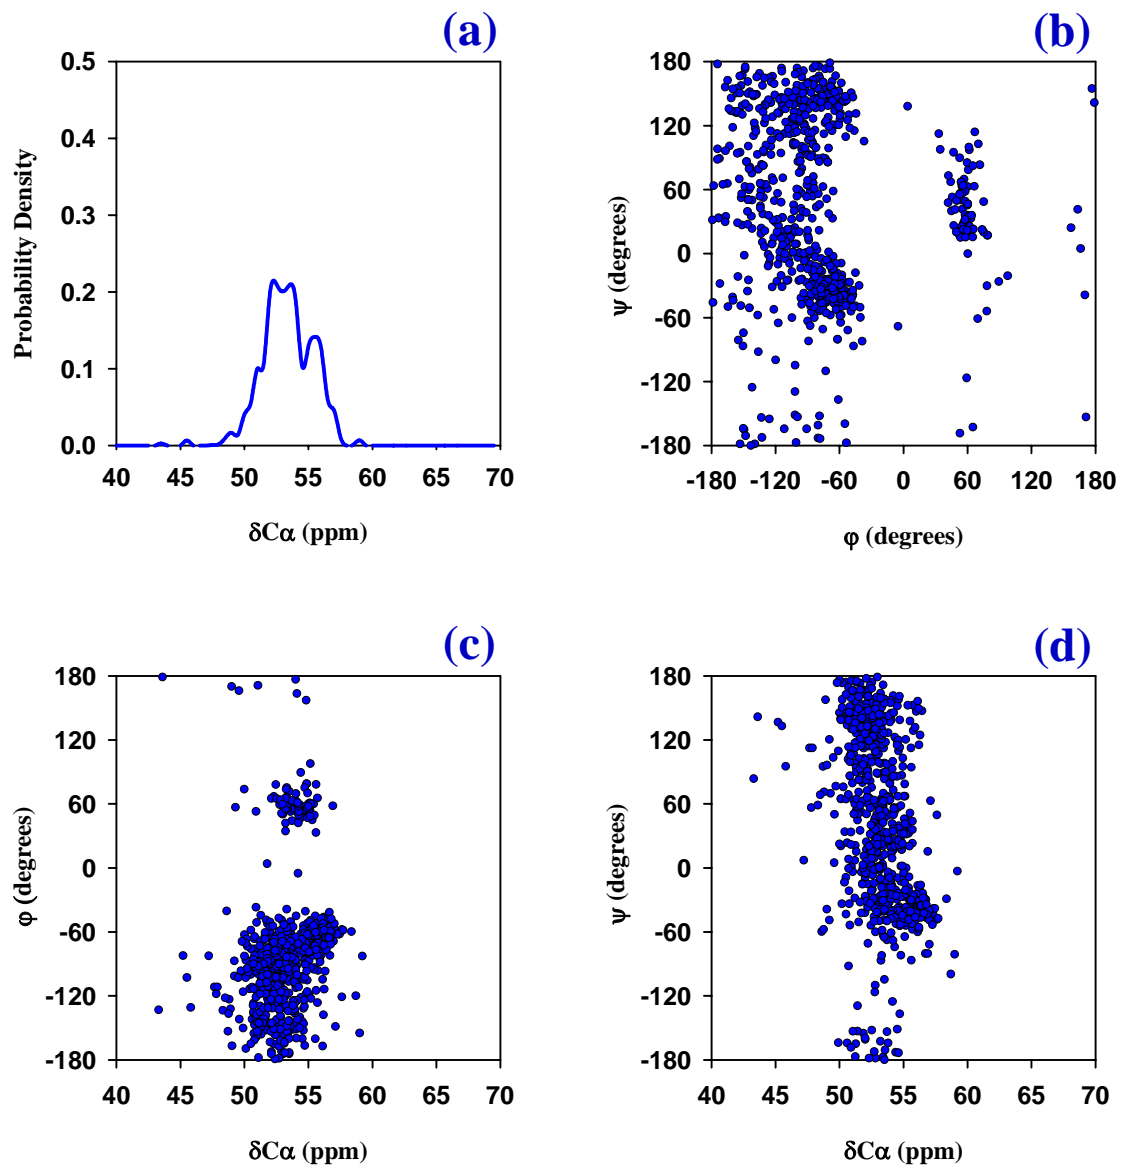 (a)
0.5
0.4
0.3
0.2
0.1
0.0
Probability Density
40 45 50 55 65 70
δCα (ppm)
(b)
180
120
60
0
-60
-120
-180
ψ (degrees)
-180 -120 -60 0 60 120 180
φ (degrees)
(c)
180
120
60
0
-60
-120
-180
φ (degrees)
40 45 50 55 60 65 70
δCα (ppm)
(d)
180
120
60
0
-60
-120
-180
ψ (degrees)
40 45 50 55 60 65 70
δCα (ppm)